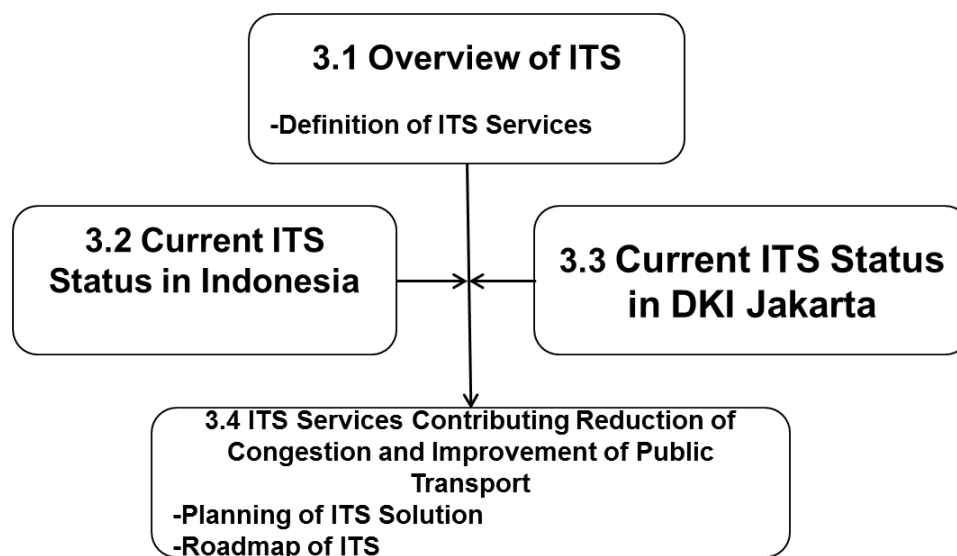 3.1 Overview of ITS
-Definition of ITS Services
3.2 Current ITS
Status in Indonesia
3.3 Current ITS Status
in DKI Jakarta
3.4 ITS Services Contributing Reduction of
Congestion and Improvement of Public
Transport
-Planning of ITS Solution
-Roadmap of ITS